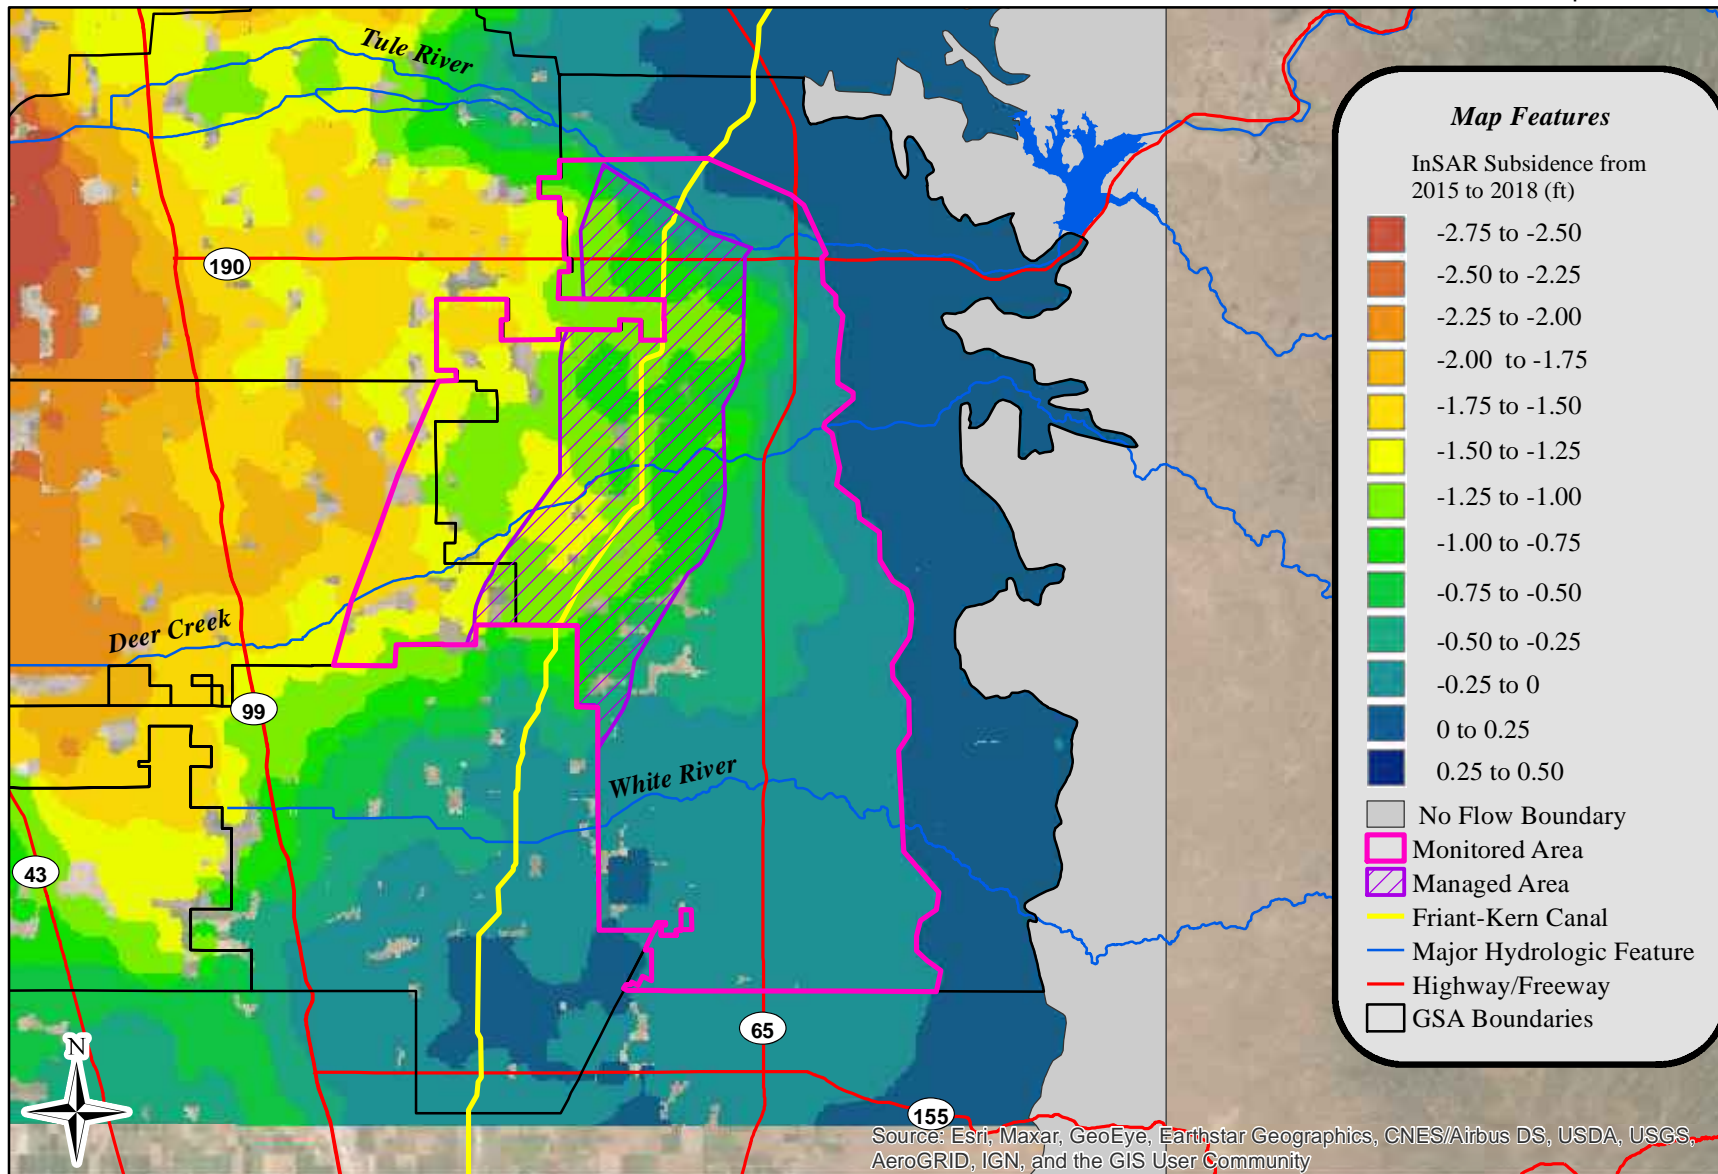 Tule River
190
Deer Creek
99
43
White River
65
155
N
Map Features
InSAR Subsidence from
2015 to 2018 (ft)
-2.75 to -2.50
-2.50 to -2.25
-2.25 to -2.00
-2.00 to -1.75
-1.75 to -1.50
-1.50 to -1.25
-1.25 to -1.00
-1.00 to -0.75
-0.75 to -0.50
-0.50 to -0.25
-0.25 to 0
0 to 0.25
0.25 to 0.50
No Flow Boundary
Monitored Area
Managed Area
Friant-Kern Canal
Major Hydrologic Feature
Highway/Freeway
GSA Boundaries
Source: Esri, Maxar, GeoEye, Earthstar Geographics, CNES/Airbus DS, USDA, USGS,
AeroGRID, IGN, and the GIS User Community